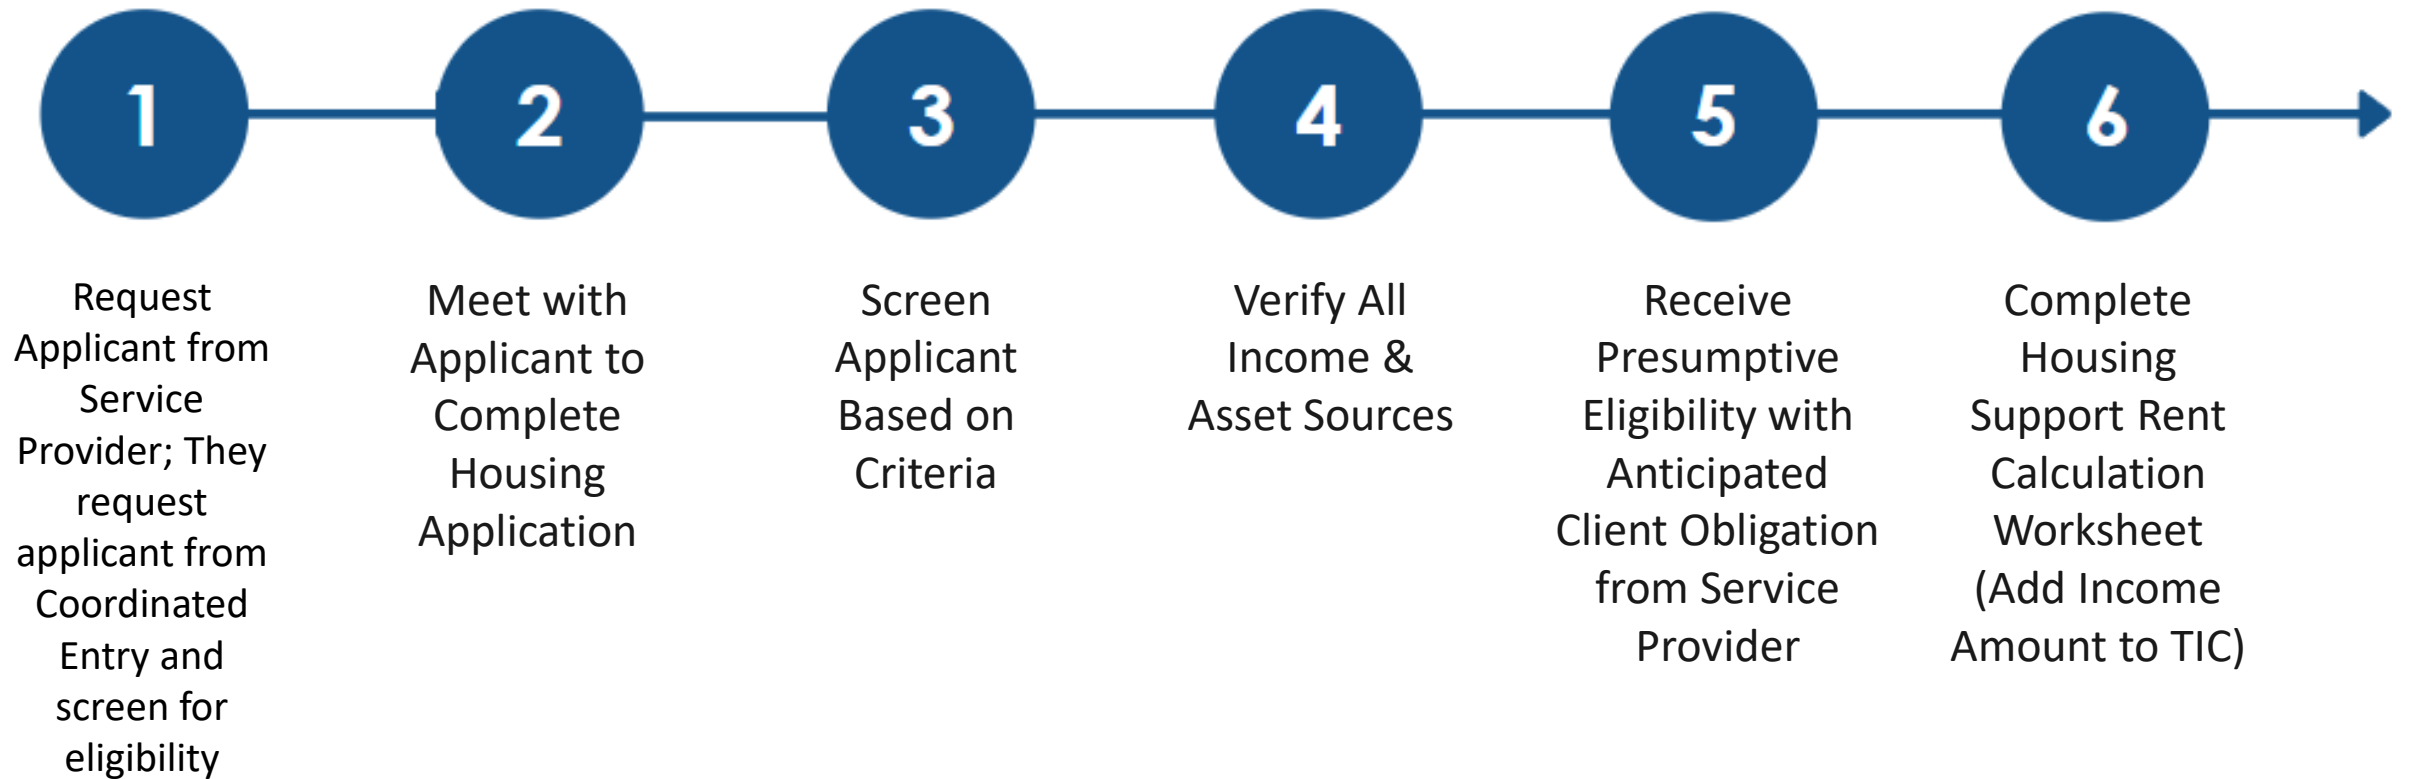 1
2
3
4
5
6
Request
Applicant from
Service
Provider; They
request
applicant from
Coordinated
Entry and
screen for
eligibility
Meet with
Applicant to
Complete
Housing
Application
Screen
Applicant
Based on
Criteria
Verify All
Income &
Asset Sources
Receive
Presumptive
Eligibility with
Anticipated
Client Obligation
from Service
Provider
Complete
Housing
Support Rent
Calculation
Worksheet
(Add Income
Amount to TIC)